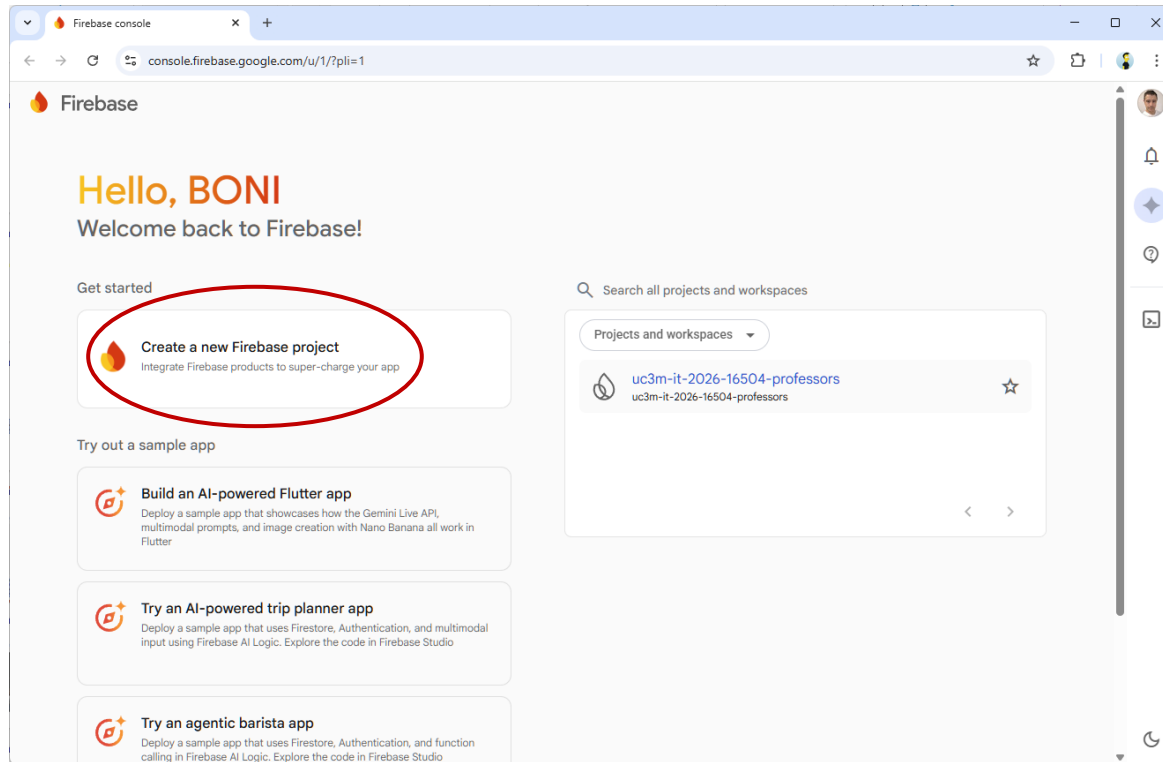 Firebase console
console.firebase.google.com/u/1/?pli=1
Firebase
Hello, BONI
Welcome back to Firebase!
Get started
Create a new Firebase project
Integrate Firebase products to super-charge your app
Try out a sample app
Build an AI-powered Flutter app
Deploy a sample app that showcases how the Gemini Live API,
multimodal prompts, and image creation with Nano Banana all work in
Flutter
Try an AI-powered trip planner app
Deploy a sample app that uses Firestore, Authentication, and multimodal
input using Firebase AI Logic. Explore the code in Firebase Studio
Try an agentic barista app
Deploy a sample app that uses Firestore, Authentication, and function
calling in Firebase AI Logic. Explore the code in Firebase Studio
Search all projects and workspaces
Projects and workspaces
uc3m-it-2026-16504-professors
uc3m-it-2026-16504-professors